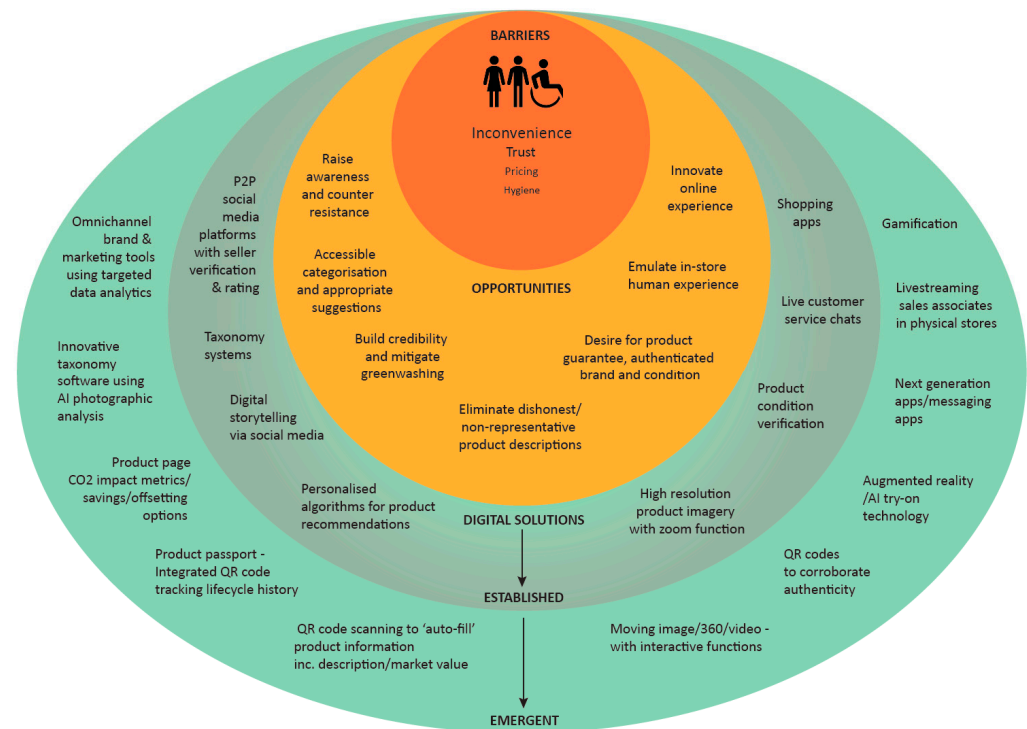 BARRIERS
Inconvenience
Trust
Pricing
Hygiene
Raise
awareness
and counter
resistance
Innovate
online
experience
Accessible
categorisation
and appropriate
suggestions
OPPORTUNITIES
Emulate in-store
human experience
Build credibility
and mitigate
greenwashing
Desire for product
guarantee, authenticated
brand and condition
Eliminate dishonest/
non-representative
product descriptions
P2P
social
media
platforms
with seller
verification
& rating
Shopping
apps
Taxonomy
systems
Live customer
service chats
Digital
storytelling
via social media
Product
condition
verification
Personalised
algorithms for product
recommendations
High resolution
product imagery
with zoom function
DIGITAL SOLUTIONS
ESTABLISHED
Omnichannel
brand &
marketing tools
using targeted
data analytics
Gamification
Livestreaming
sales associates
in physical stores
Innovative
taxonomy
software using
AI photographic
analysis
Next generation
apps/messaging
apps
Product page
CO2 impact metrics/
savings/offsetting
options
Augmented reality
/AI try-on
technology
Product passport -
Integrated QR code
tracking lifecycle history
QR codes
to corroborate
authenticity
QR code scanning to ‘auto-fill’
product information
inc. description/market value
Moving image/360/video -
with interactive functions
EMERGENT